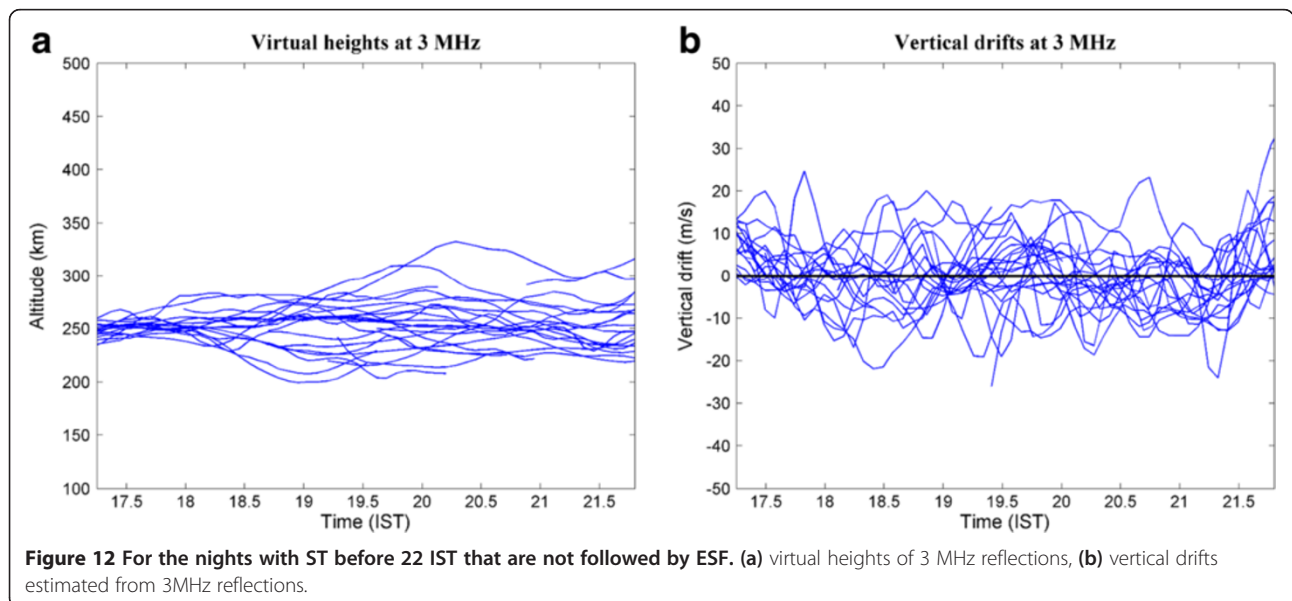 a
Virtual heights at 3 MHz
500
450
400
350
300
250
200
150
100
Altitude (km)
17.5 18 18.5 19 19.5 20 20.5 21 21.5
Time (IST)
b
Vertical drifts at 3 MHz
50
40
30
20
10
0
-10
-20
-30
-40
-50
Vertical drift (m/s)
17.5 18 18.5 19 19.5 20 20.5 21 21.5
Time (IST)
Figure 12 For the nights with ST before 22 IST that are not followed by ESF. (a) virtual heights of 3 MHz reflections, (b) vertical drifts
estimated from 3MHz reflections.